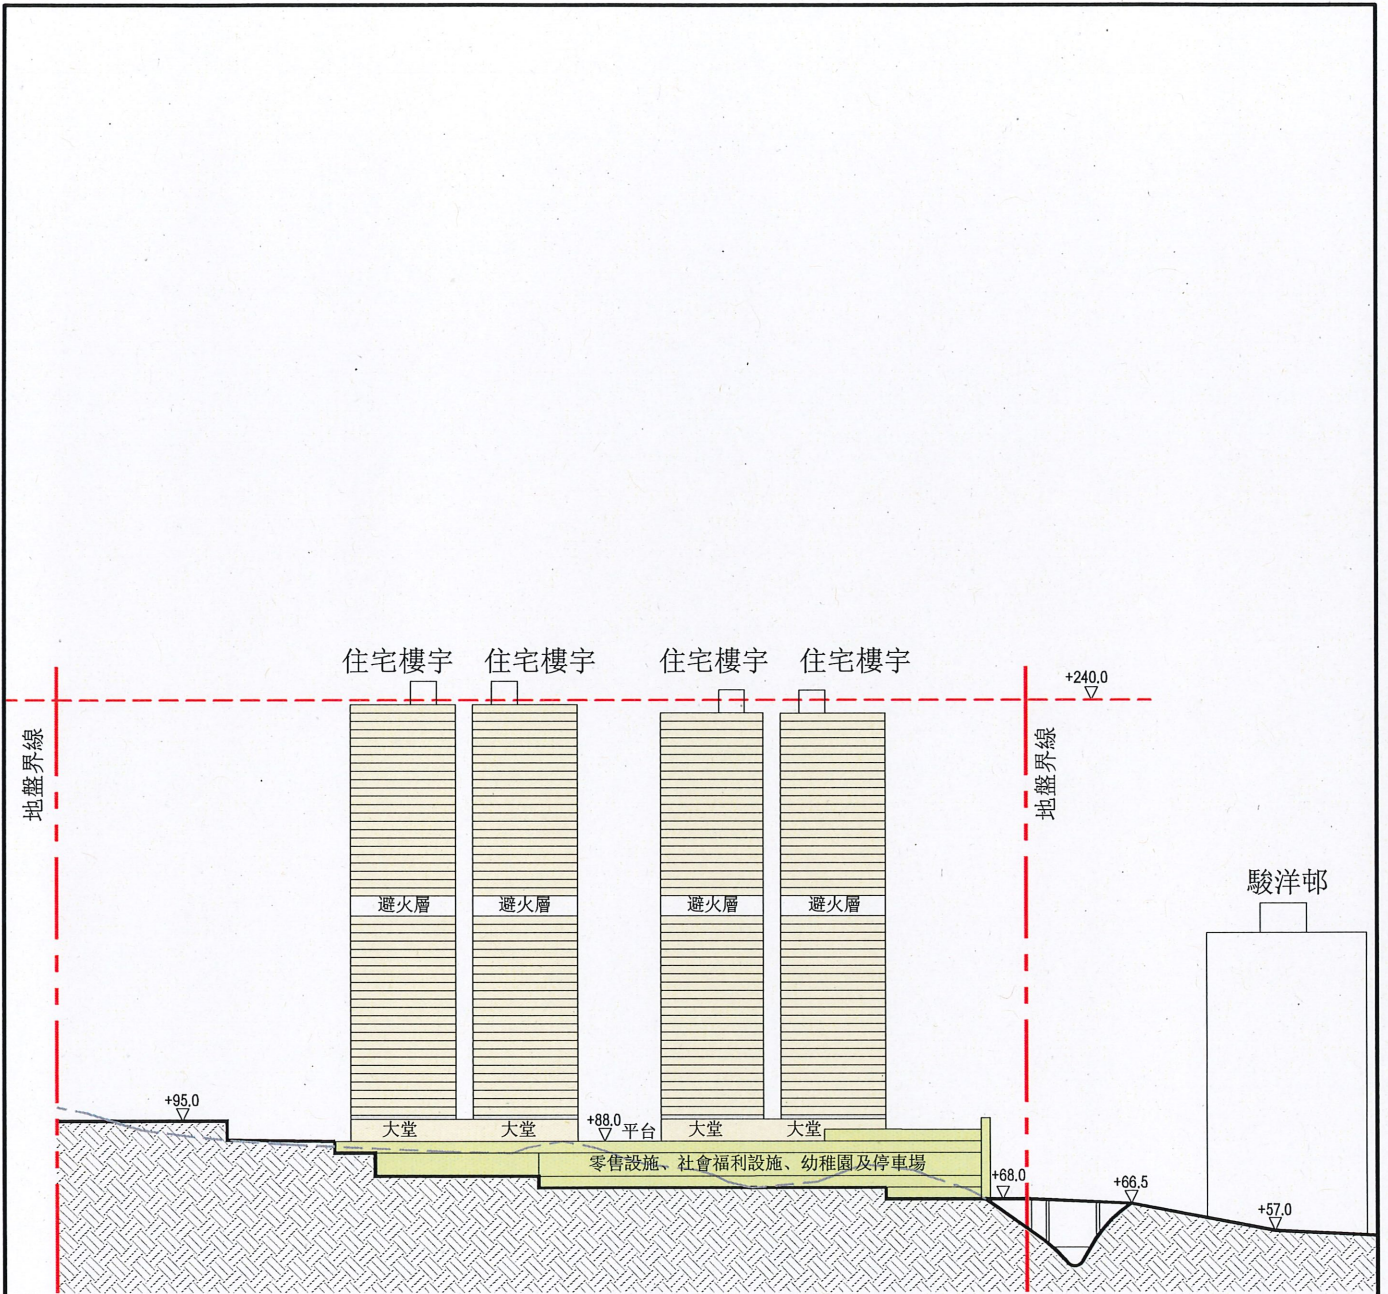 住宅樓宇 住宅樓宇 住宅樓宇 住宅樓宇
+240.0
地盤界線
地盤界線
駿洋邨
避火層 避火層 避火層 避火層
+95.0
大堂 大堂 +88.0 平台 大堂 大堂
零售設施、社會福利設施、幼稚園及停車場
+68.0
+66.5
+57.0